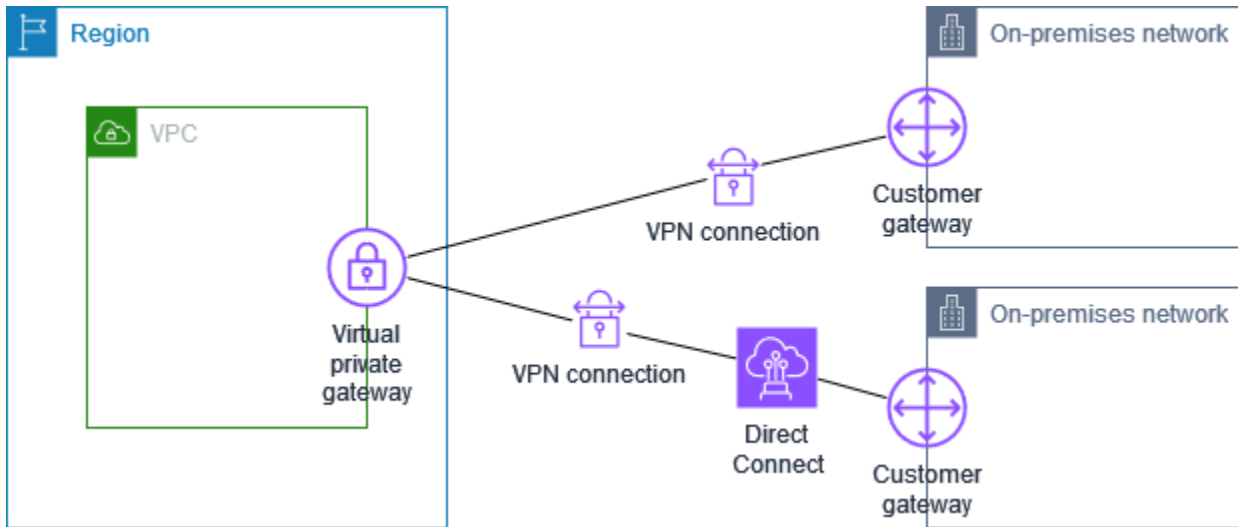 Region
On-premises network
VPC
VPN connection
Customer
gateway
Virtual
private
gateway
On-premises network
VPN connection
Direct
Connect
Customer
gateway